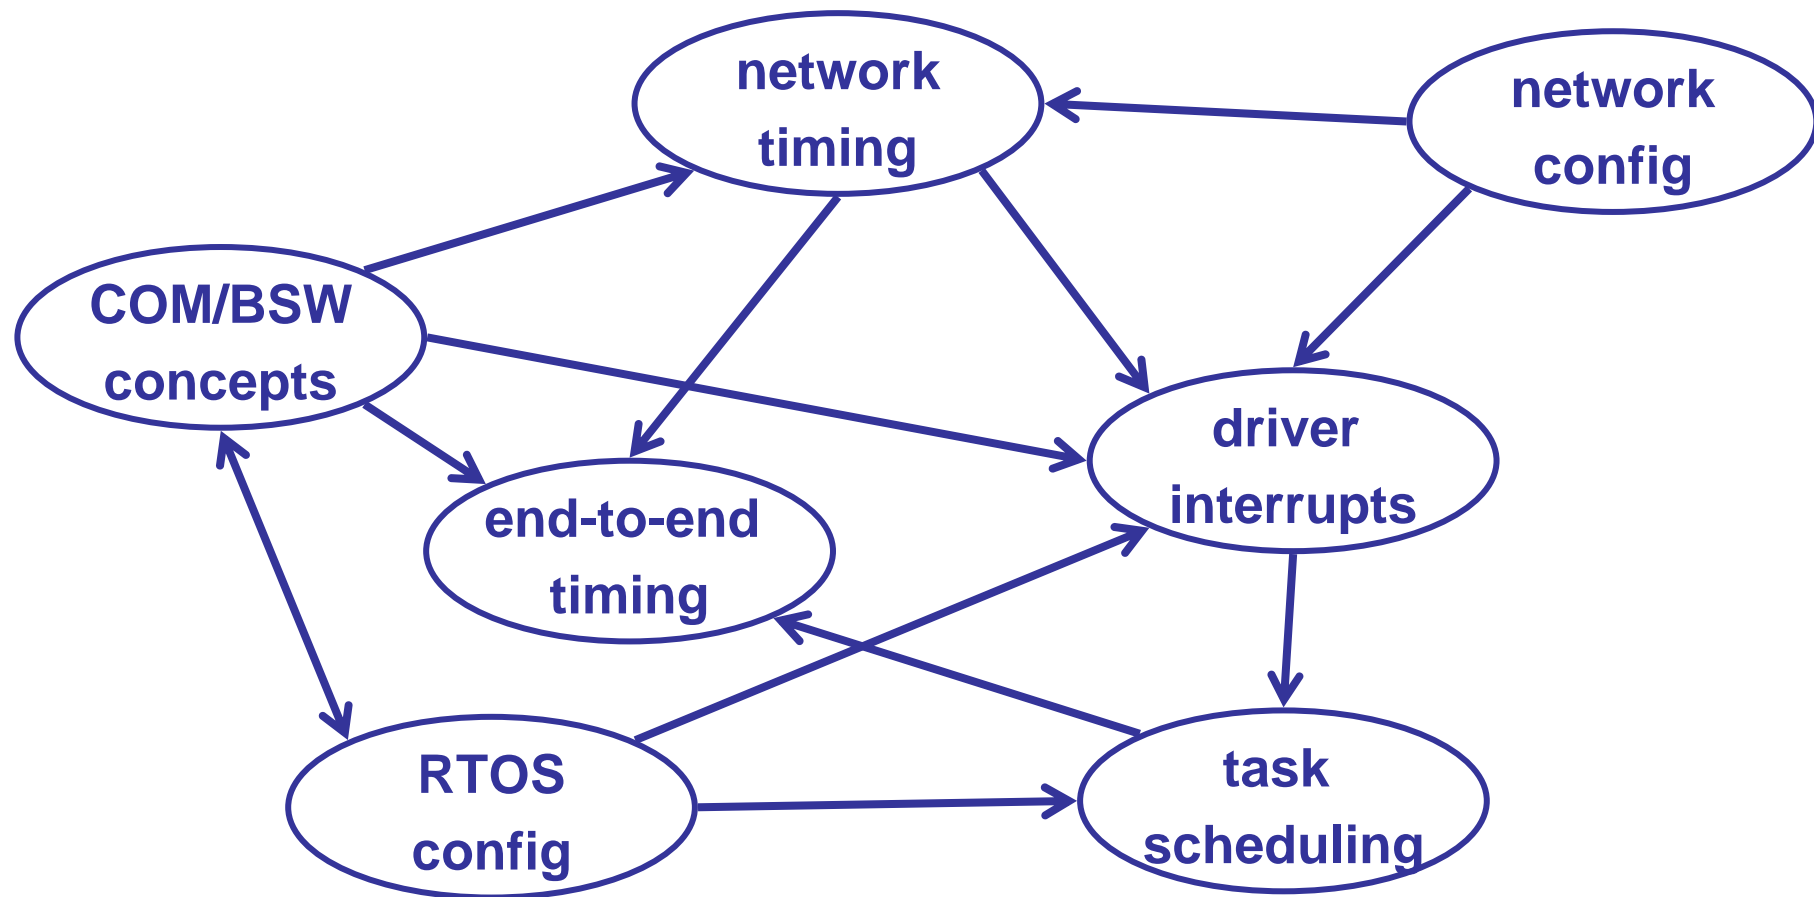 network
timing
network
config
COM/BSW
concepts
driver
interrupts
end-to-end
timing
RTOS
config
task
scheduling